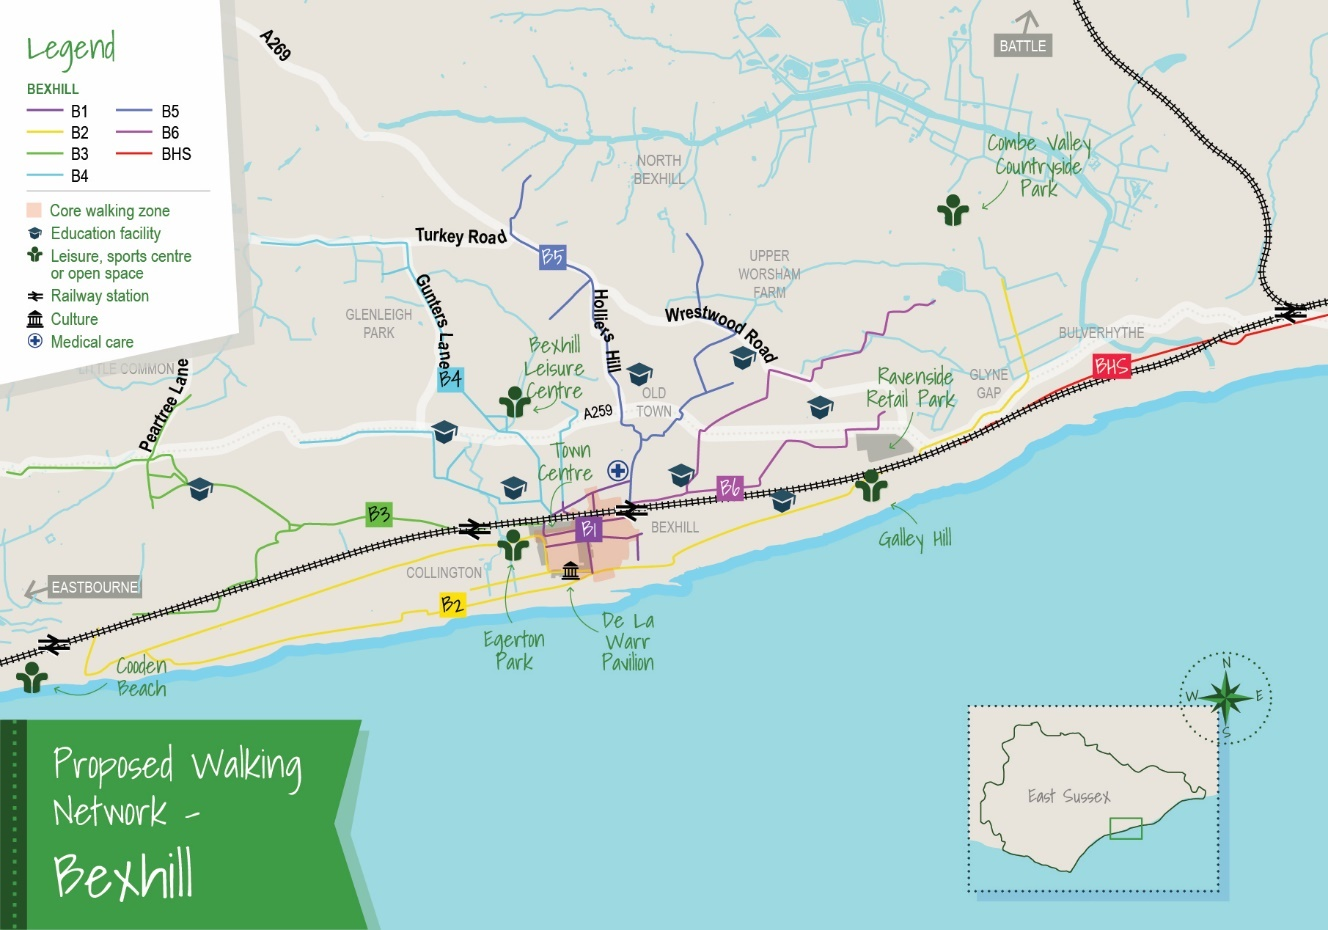 Legend
BEXHILL
B1
B2
B3
B4
B5
B6
BHS
Core walking zone
Education facility
Leisure, sports centre
or open space
Railway station
Culture
Medical care
A269
BATTLE
Combe Valley
Countryside
Park
NORTH
BEXHILL
Turkey Road
B5
UPPER
WORSHAM
FARM
Gunters Lane
GLENLEIGH
PARK
Holliers Hill
Wrestwood Road
BULVERHYTHE
Bexhill
Leisure
Centre
BHS
LITTLE COMMON
Peartree Lane
B4
OLD
TOWN
A259
Ravenside
Retail Park
GLYNE
GAP
Town
Centre
B6
B3
B1
BEXHILL
Galley Hill
EASTBOURNE
COLLINGTON
B2
Egerton
Park
De La
Warr
Pavilion
Cooden
Beach
N
W
E
S
East Sussex
Proposed Walking
Network -
Bexhill